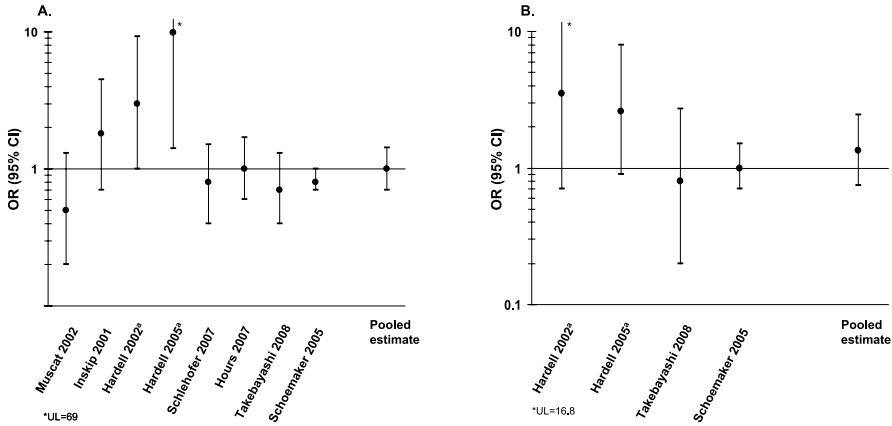 A.
10
1
OR (95% CI)
*
Muscat 2002
Inskip 2001
Hardell 2002ª
Hardell 2005ª
Schlehofer 2007
Hours 2007
Takebayashi 2008
Schoemaker 2005
Pooled
estimate
*UL=69
B.
10
1
0.1
OR (95% CI)
*
Hardell 2002ª
Hardell 2005ª
Takebayashi 2008
Schoemaker 2005
Pooled
estimate
*UL=16.8